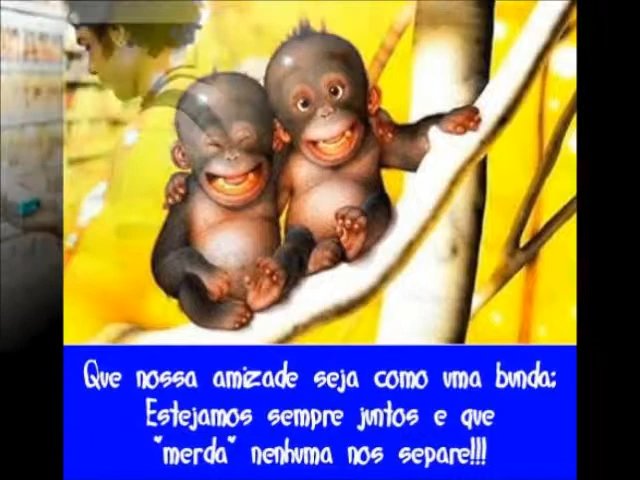 Que nossa amizade seja como uma bunda:
Estejamos sempre juntos e que
"merda" nenhuma nos separe!!!